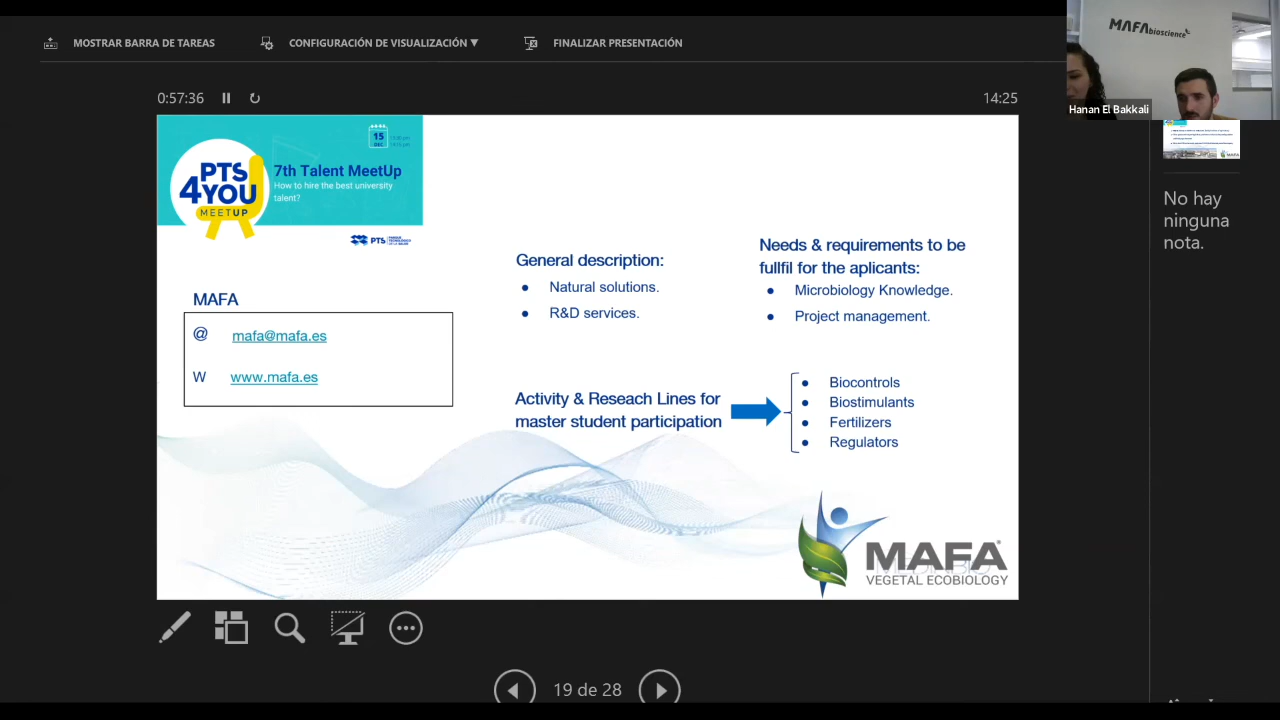 MOSTRAR BARRA DE TAREAS
CONFIGURACIÓN DE VISUALIZACIÓN ▼
FINALIZAR PRESENTACIÓN
MAFA bioscience
Hanan El Bakkali
0:57:36
14:25
15
DEC
PTS
4YOU
MEETUP
7th Talent MeetUp
How to hire the best university
talent?
PTS
No hay
ninguna
nota.
MAFA
@ mafa@mafa.es
W www.mafa.es
General description:
● Natural solutions.
● R&D services.
Needs & requirements to be
fullfil for the aplicants:
● Microbiology Knowledge.
● Project management.
Activity & Reseach Lines for
master student participation
● Biocontrols
● Biostimulants
● Fertilizers
● Regulators
MAFA
VEGETAL ECOBIOLOGY
19 de 28